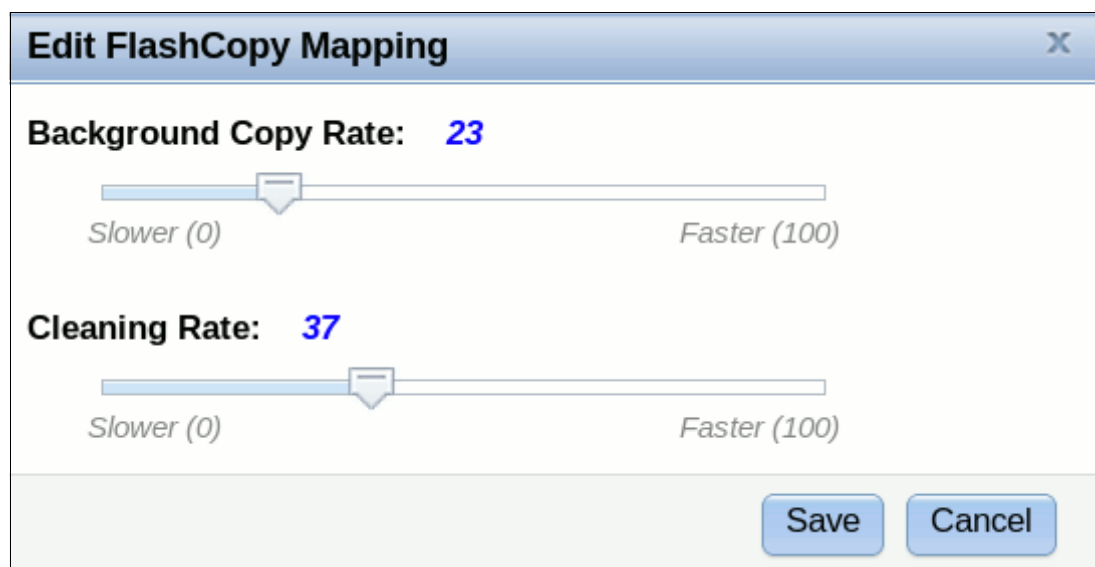 Edit FlashCopy Mapping x
Background Copy Rate: 23
Slower (0) Faster (100)
Cleaning Rate: 37
Slower (0) Faster (100)
Save Cancel